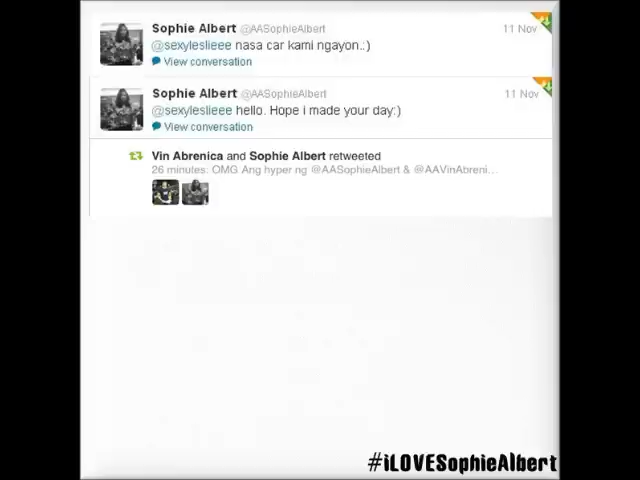 Sophie Albert @AASophieAlbert 11 Nov
@sexyleslieee nasa car kami ngayon.:)
View conversation
Sophie Albert @AASophieAlbert 11 Nov
@sexyleslieee hello. Hope i made your day:)
View conversation
Vin Abrenica and Sophie Albert retweeted
26 minutes: OMG Ang hyper ng @AASophieAlbert & @AAVinAbreni...
#iLOVESophieAlbert